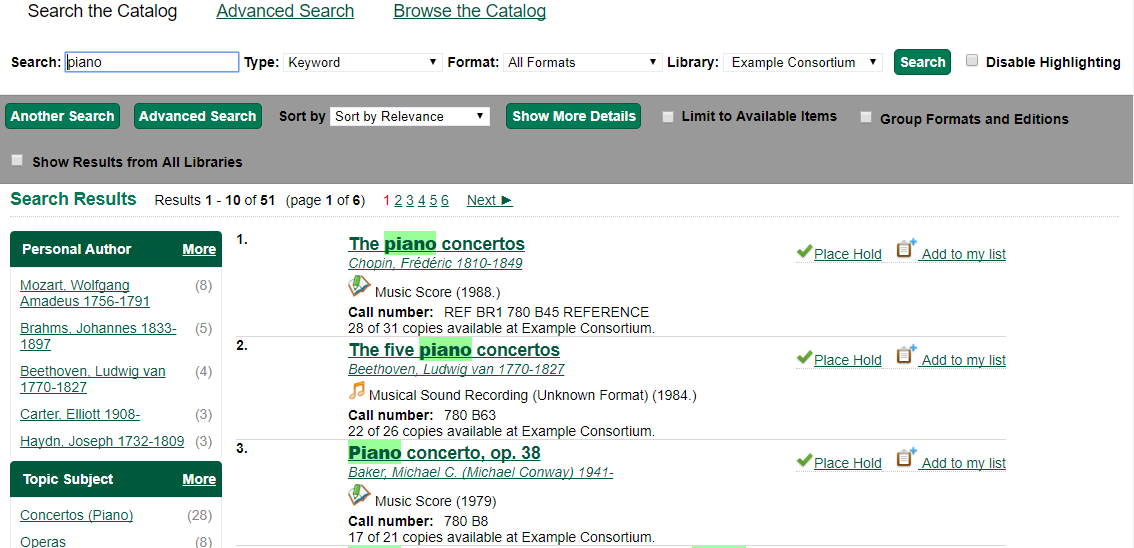 Search the Catalog Advanced Search Browse the Catalog
Search: piano Type: Keyword Format: All Formats Library: Example Consortium Search Disable Highlighting
Another Search Advanced Search Sort by Sort by Relevance Show More Details Limit to Available Items Group Formats and Editions
Show Results from All Libraries
Search Results Results 1 - 10 of 51 (page 1 of 6) 1 2 3 4 5 6 Next ►
Personal Author More
Mozart, Wolfgang (8)
Amadeus 1756-1791
Brahms, Johannes 1833- (5)
1897
Beethoven, Ludwig van (4)
1770-1827
Carter, Elliott 1908- (3)
Haydn, Joseph 1732-1809 (3)
Topic Subject More
Concertos (Piano) (28)
Operas (8)
1.
The piano concertos
Chopin, Frédéric 1810-1849
Music Score (1988.)
Call number: REF BR1 780 B45 REFERENCE
28 of 31 copies available at Example Consortium.
Place Hold Add to my list
2.
The five piano concertos
Beethoven, Ludwig van 1770-1827
Musical Sound Recording (Unknown Format) (1984.)
Call number: 780 B63
22 of 26 copies available at Example Consortium.
Place Hold Add to my list
3.
Piano concerto, op. 38
Baker, Michael C. (Michael Conway) 1941-
Music Score (1979)
Call number: 780 B8
17 of 21 copies available at Example Consortium.
Place Hold Add to my list